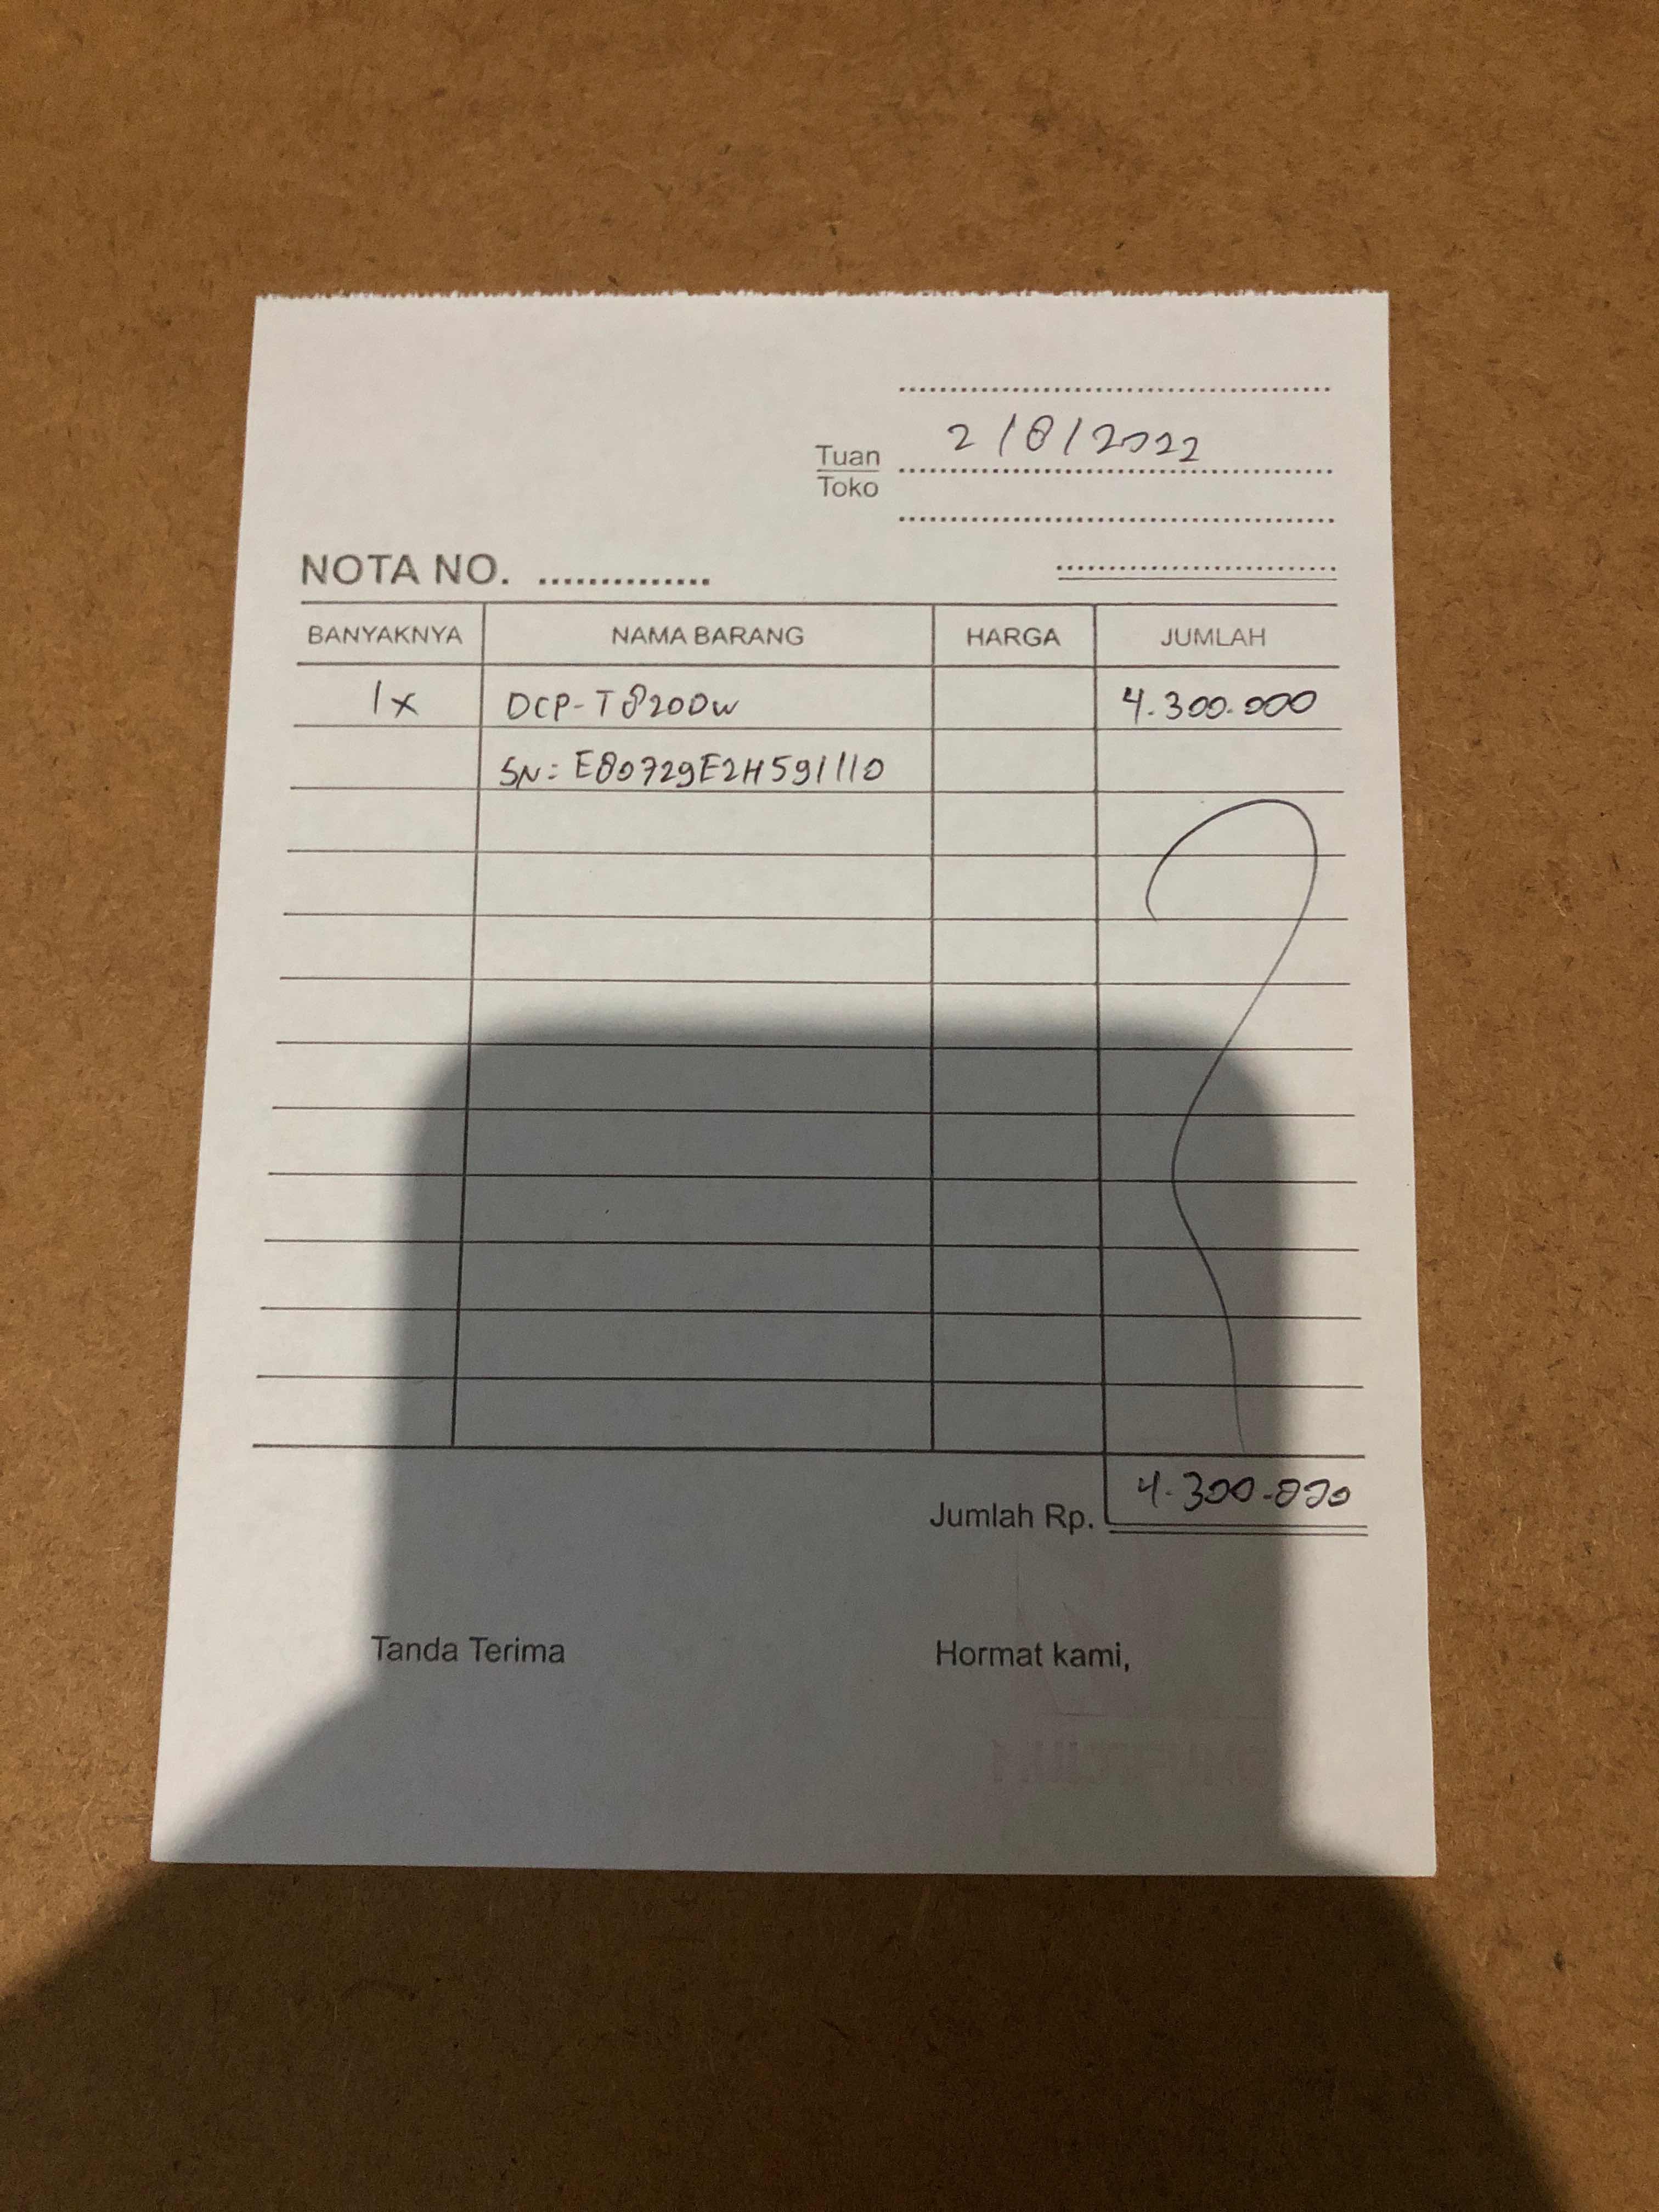 2/8/2022
Tuan
Toko
NOTA NO. ..............
BANYAKNYA NAMA BARANG HARGA JUMLAH
1x DCP-T8200w 4.300.000
SN: E80729E2H591110
Jumlah Rp. 4.300.000
Tanda Terima Hormat kami,